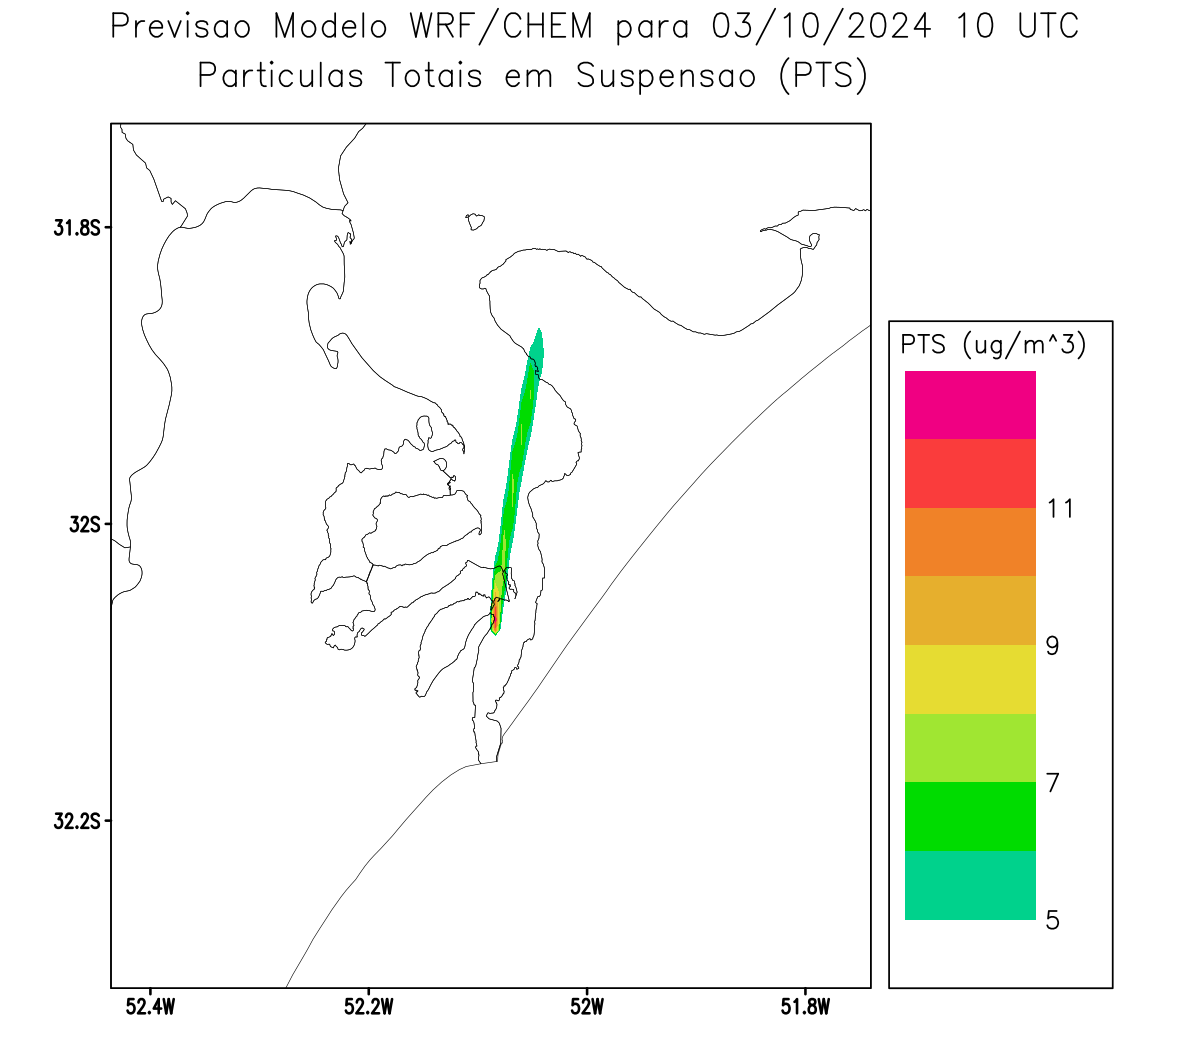 Previsao Modelo WRF/CHEM para 03/10/2024 10 UTC
Particulas Totais em Suspensao (PTS)
31.8S
32S
32.2S
52.4W
52.2W
52W
51.8W
PTS (ug/m^3)
11
9
7
5